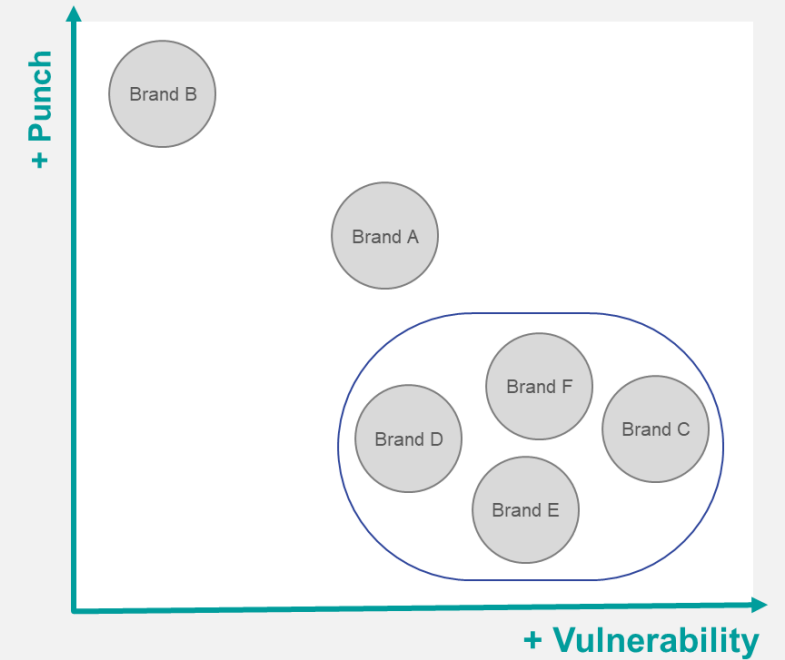 + Punch
Brand B
Brand A
Brand F
Brand C
Brand D
Brand E
+ Vulnerability